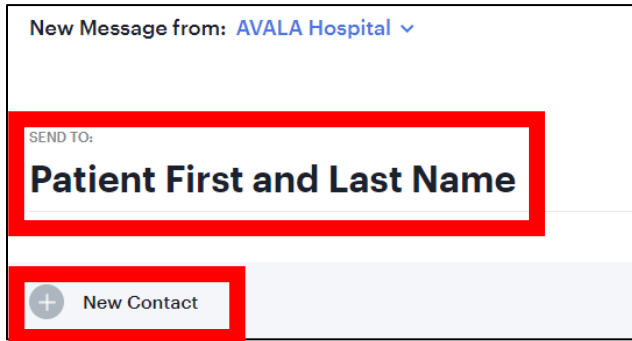 New Message from: AVALA Hospital
SEND TO:
Patient First and Last Name
New Contact